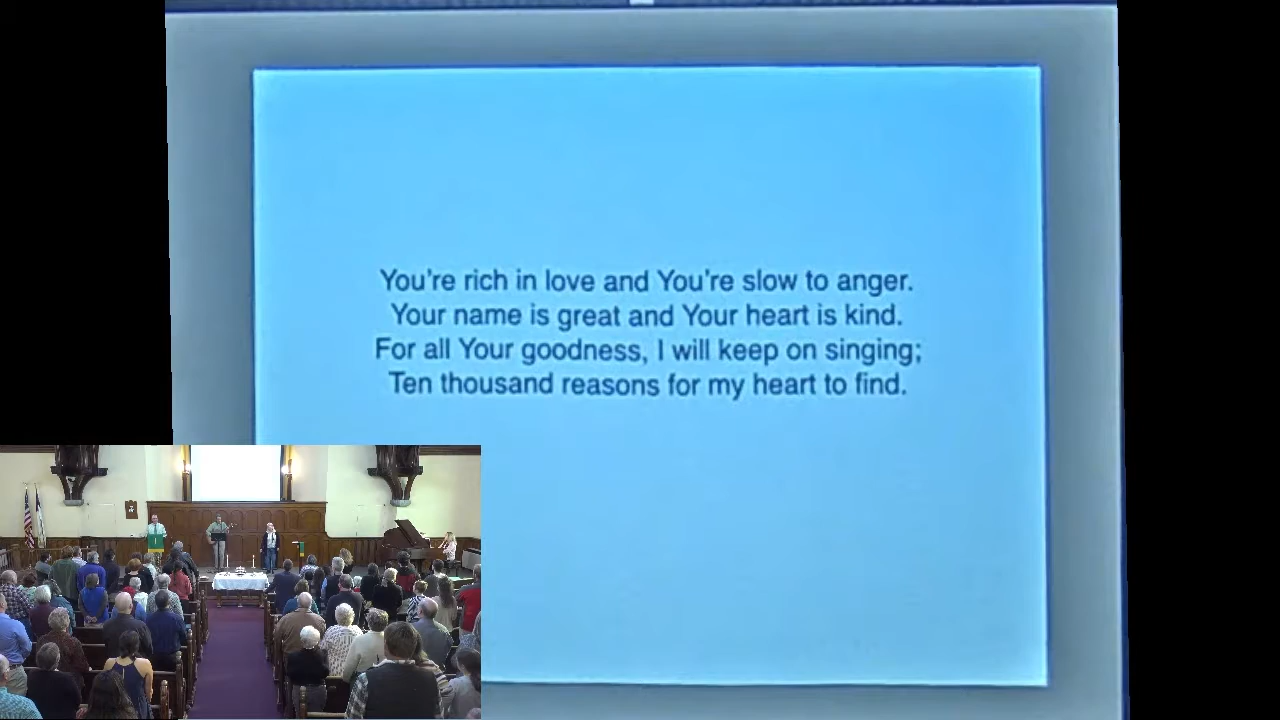 You're rich in love and You're slow to anger.
Your name is great and Your heart is kind.
For all Your goodness, I will keep on singing;
Ten thousand reasons for my heart to find.